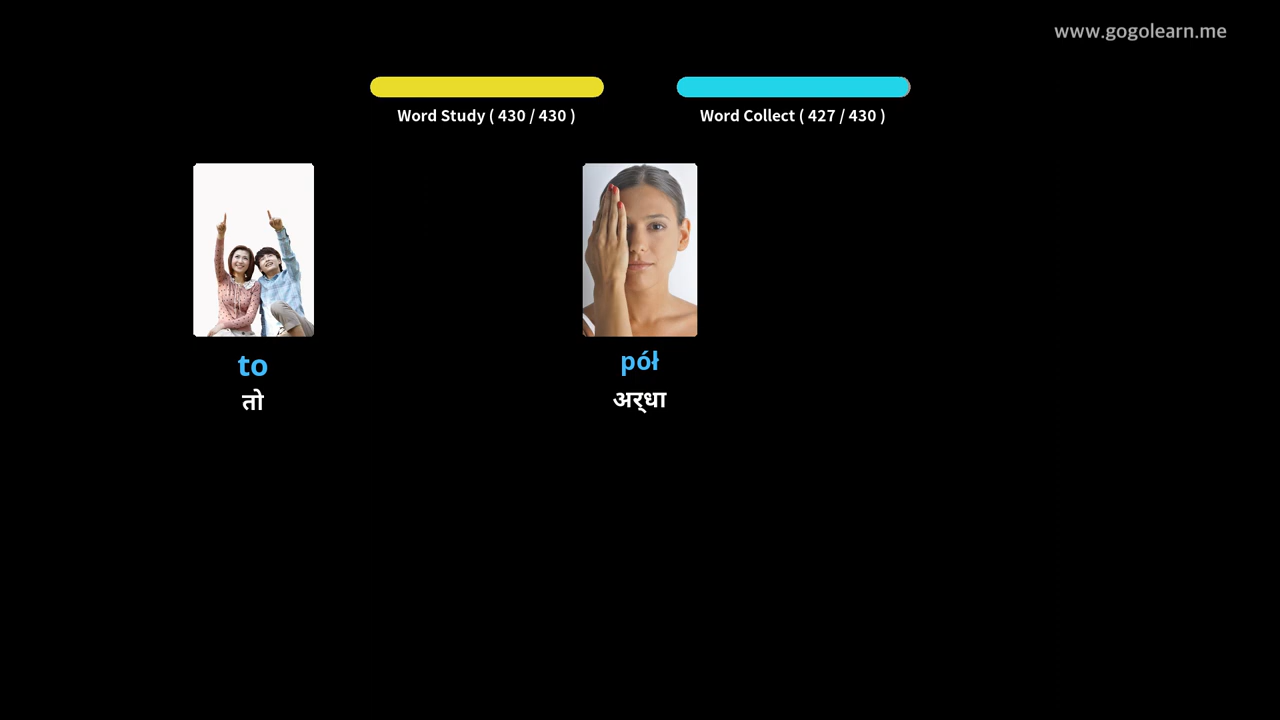 www.gogolearn.me
Word Study ( 430 / 430 )
Word Collect ( 427 / 430 )
to
तो
pół
अर्‌धा